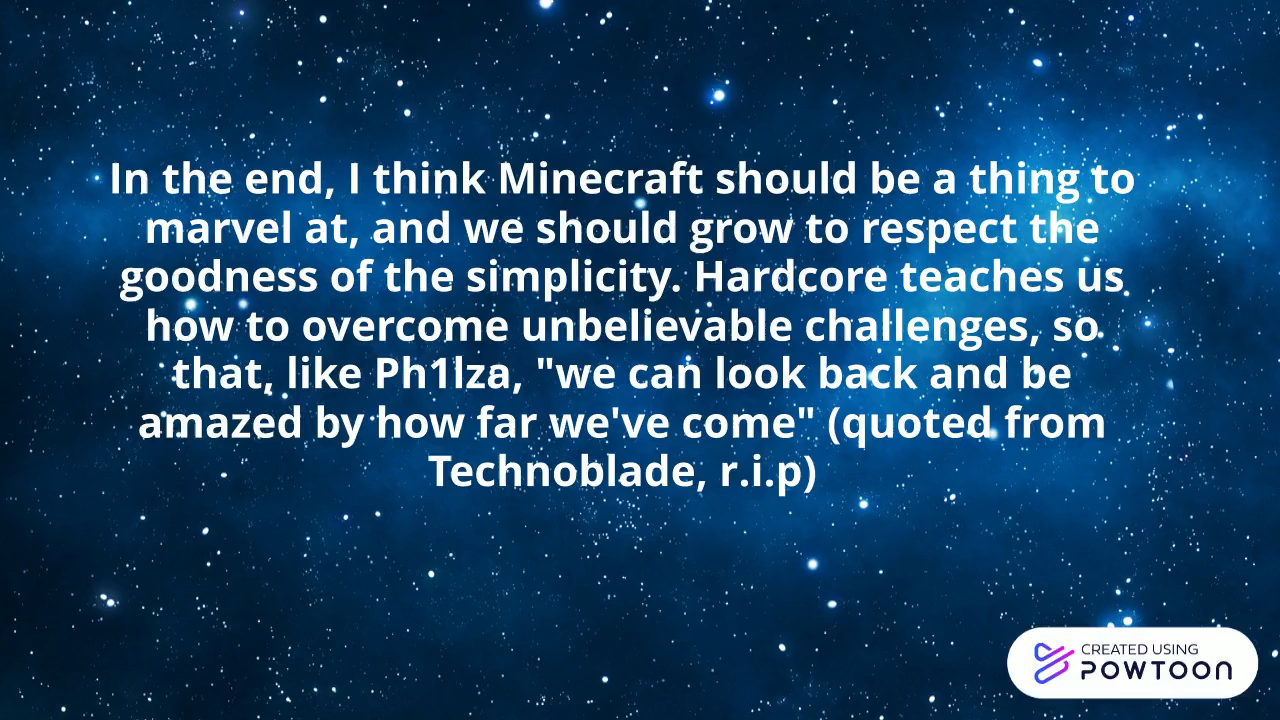 In the end, I think Minecraft should be a thing to
marvel at, and we should grow to respect the
goodness of the simplicity. Hardcore teaches us
how to overcome unbelievable challenges, so
that, like Ph1lza, "we can look back and be
amazed by how far we've come" (quoted from
Technoblade, r.i.p)
CREATED USING
POWTOON